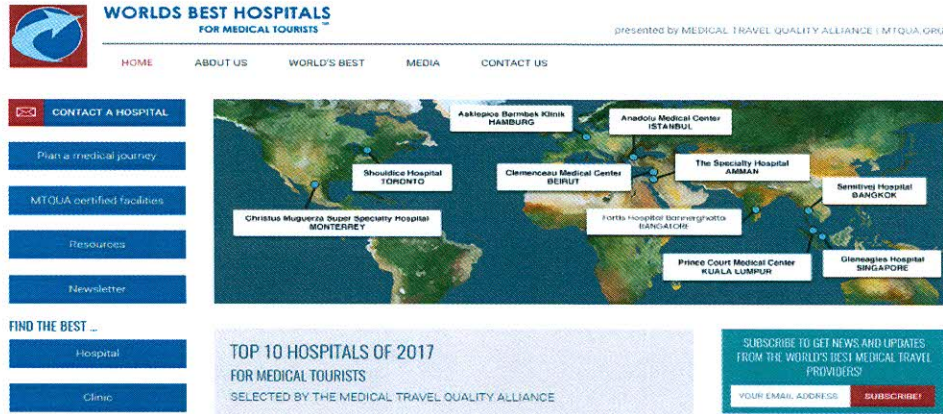 WORLDS BEST HOSPITALS
FOR MEDICAL TOURISTS ™
presented by MEDICAL TRAVEL QUALITY ALLIANCE | MTQUA.ORG
HOME ABOUT US WORLD'S BEST MEDIA CONTACT US
CONTACT A HOSPITAL
Plan a medical journey
MTQUA certified facilities
Resources
Newsletter
FIND THE BEST ...
Hospital
Clinic
Asklepios Barmbek Klinik
HAMBURG
Anadolu Medical Center
ISTANBUL
Shouldice Hospital
TORONTO
Clemenceau Medical Center
BEIRUT
The Specialty Hospital
AMMAN
Samitivej Hospital
BANGKOK
Christus Muguerza Super Specialty Hospital
MONTERREY
Fortis Hospital Bannerghatta
BANGALORE
Prince Court Medical Center
KUALA LUMPUR
Gleneagles Hospital
SINGAPORE
TOP 10 HOSPITALS OF 2017
FOR MEDICAL TOURISTS
SELECTED BY THE MEDICAL TRAVEL QUALITY ALLIANCE
SUBSCRIBE TO GET NEWS AND UPDATES
FROM THE WORLD'S BEST MEDICAL TRAVEL
PROVIDERS!
YOUR EMAIL ADDRESS SUBSCRIBE!